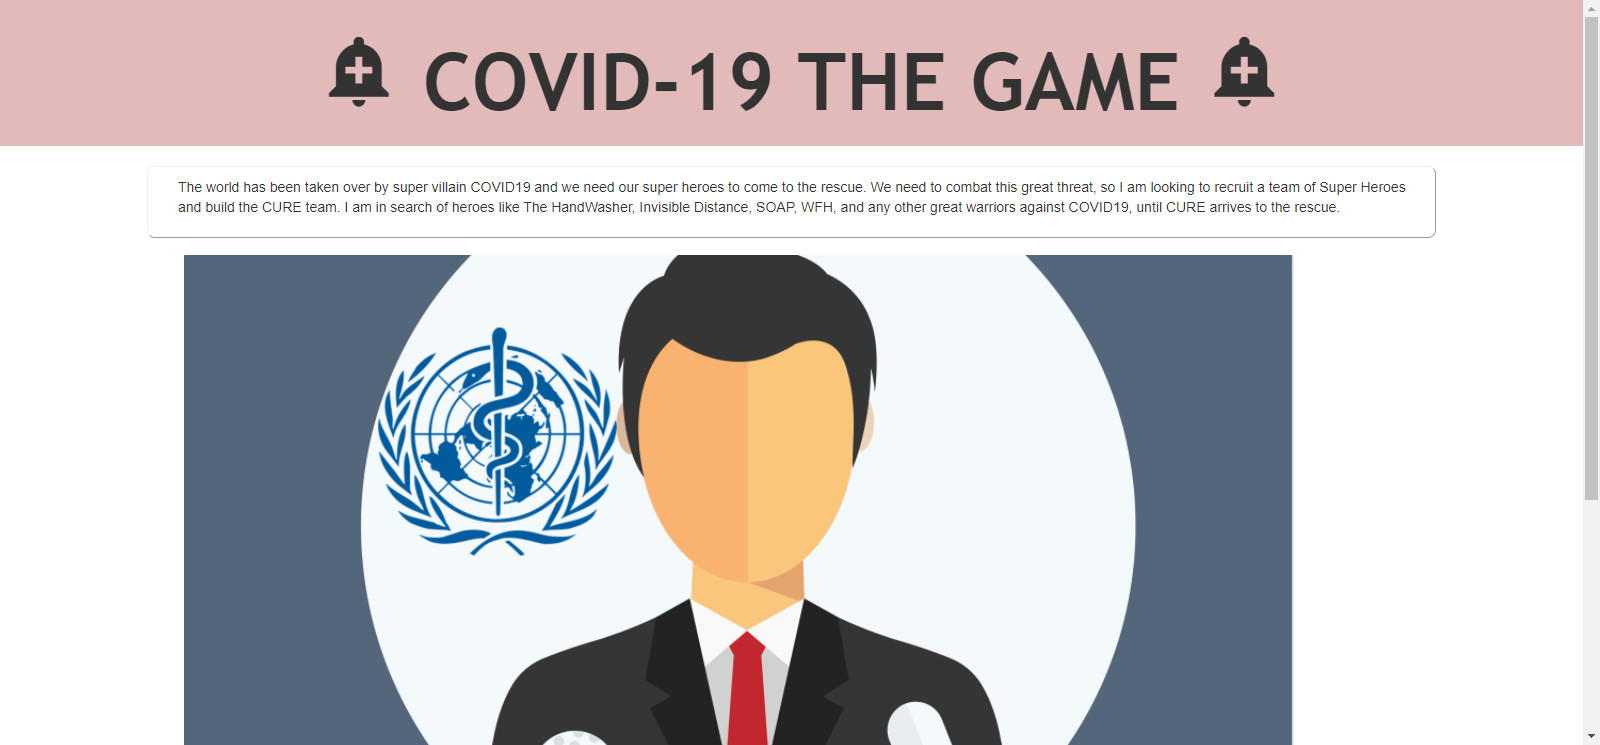 COVID-19 THE GAME
The world has been taken over by super villain COVID19 and we need our super heroes to come to the rescue. We need to combat this great threat, so I am looking to recruit a team of Super Heroes
and build the CURE team. I am in search of heroes like The HandWasher, Invisible Distance, SOAP, WFH, and any other great warriors against COVID19, until CURE arrives to the rescue.